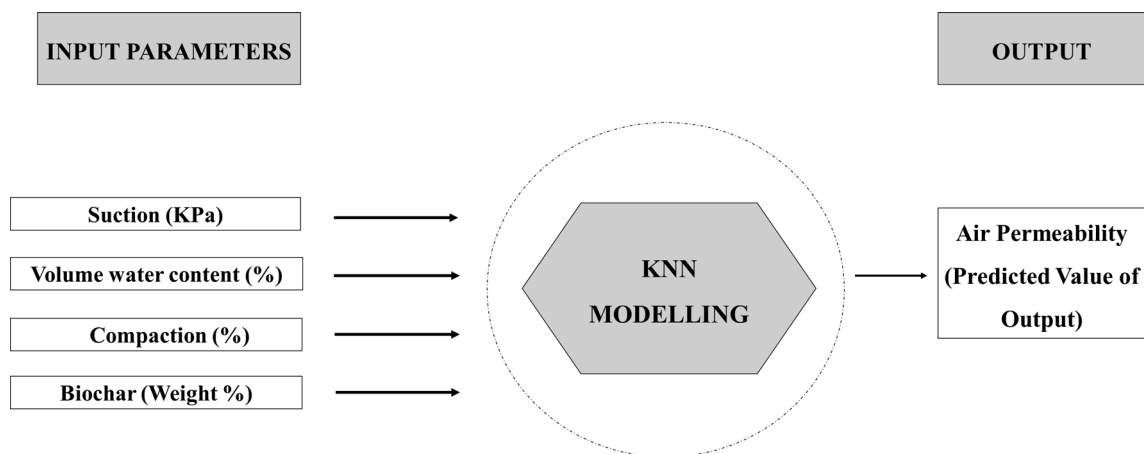 INPUT PARAMETERS
OUTPUT
Suction (KPa)
Volume water content (%)
Compaction (%)
Biochar (Weight %)
KNN
MODELLING
Air Permeability
(Predicted Value of
Output)